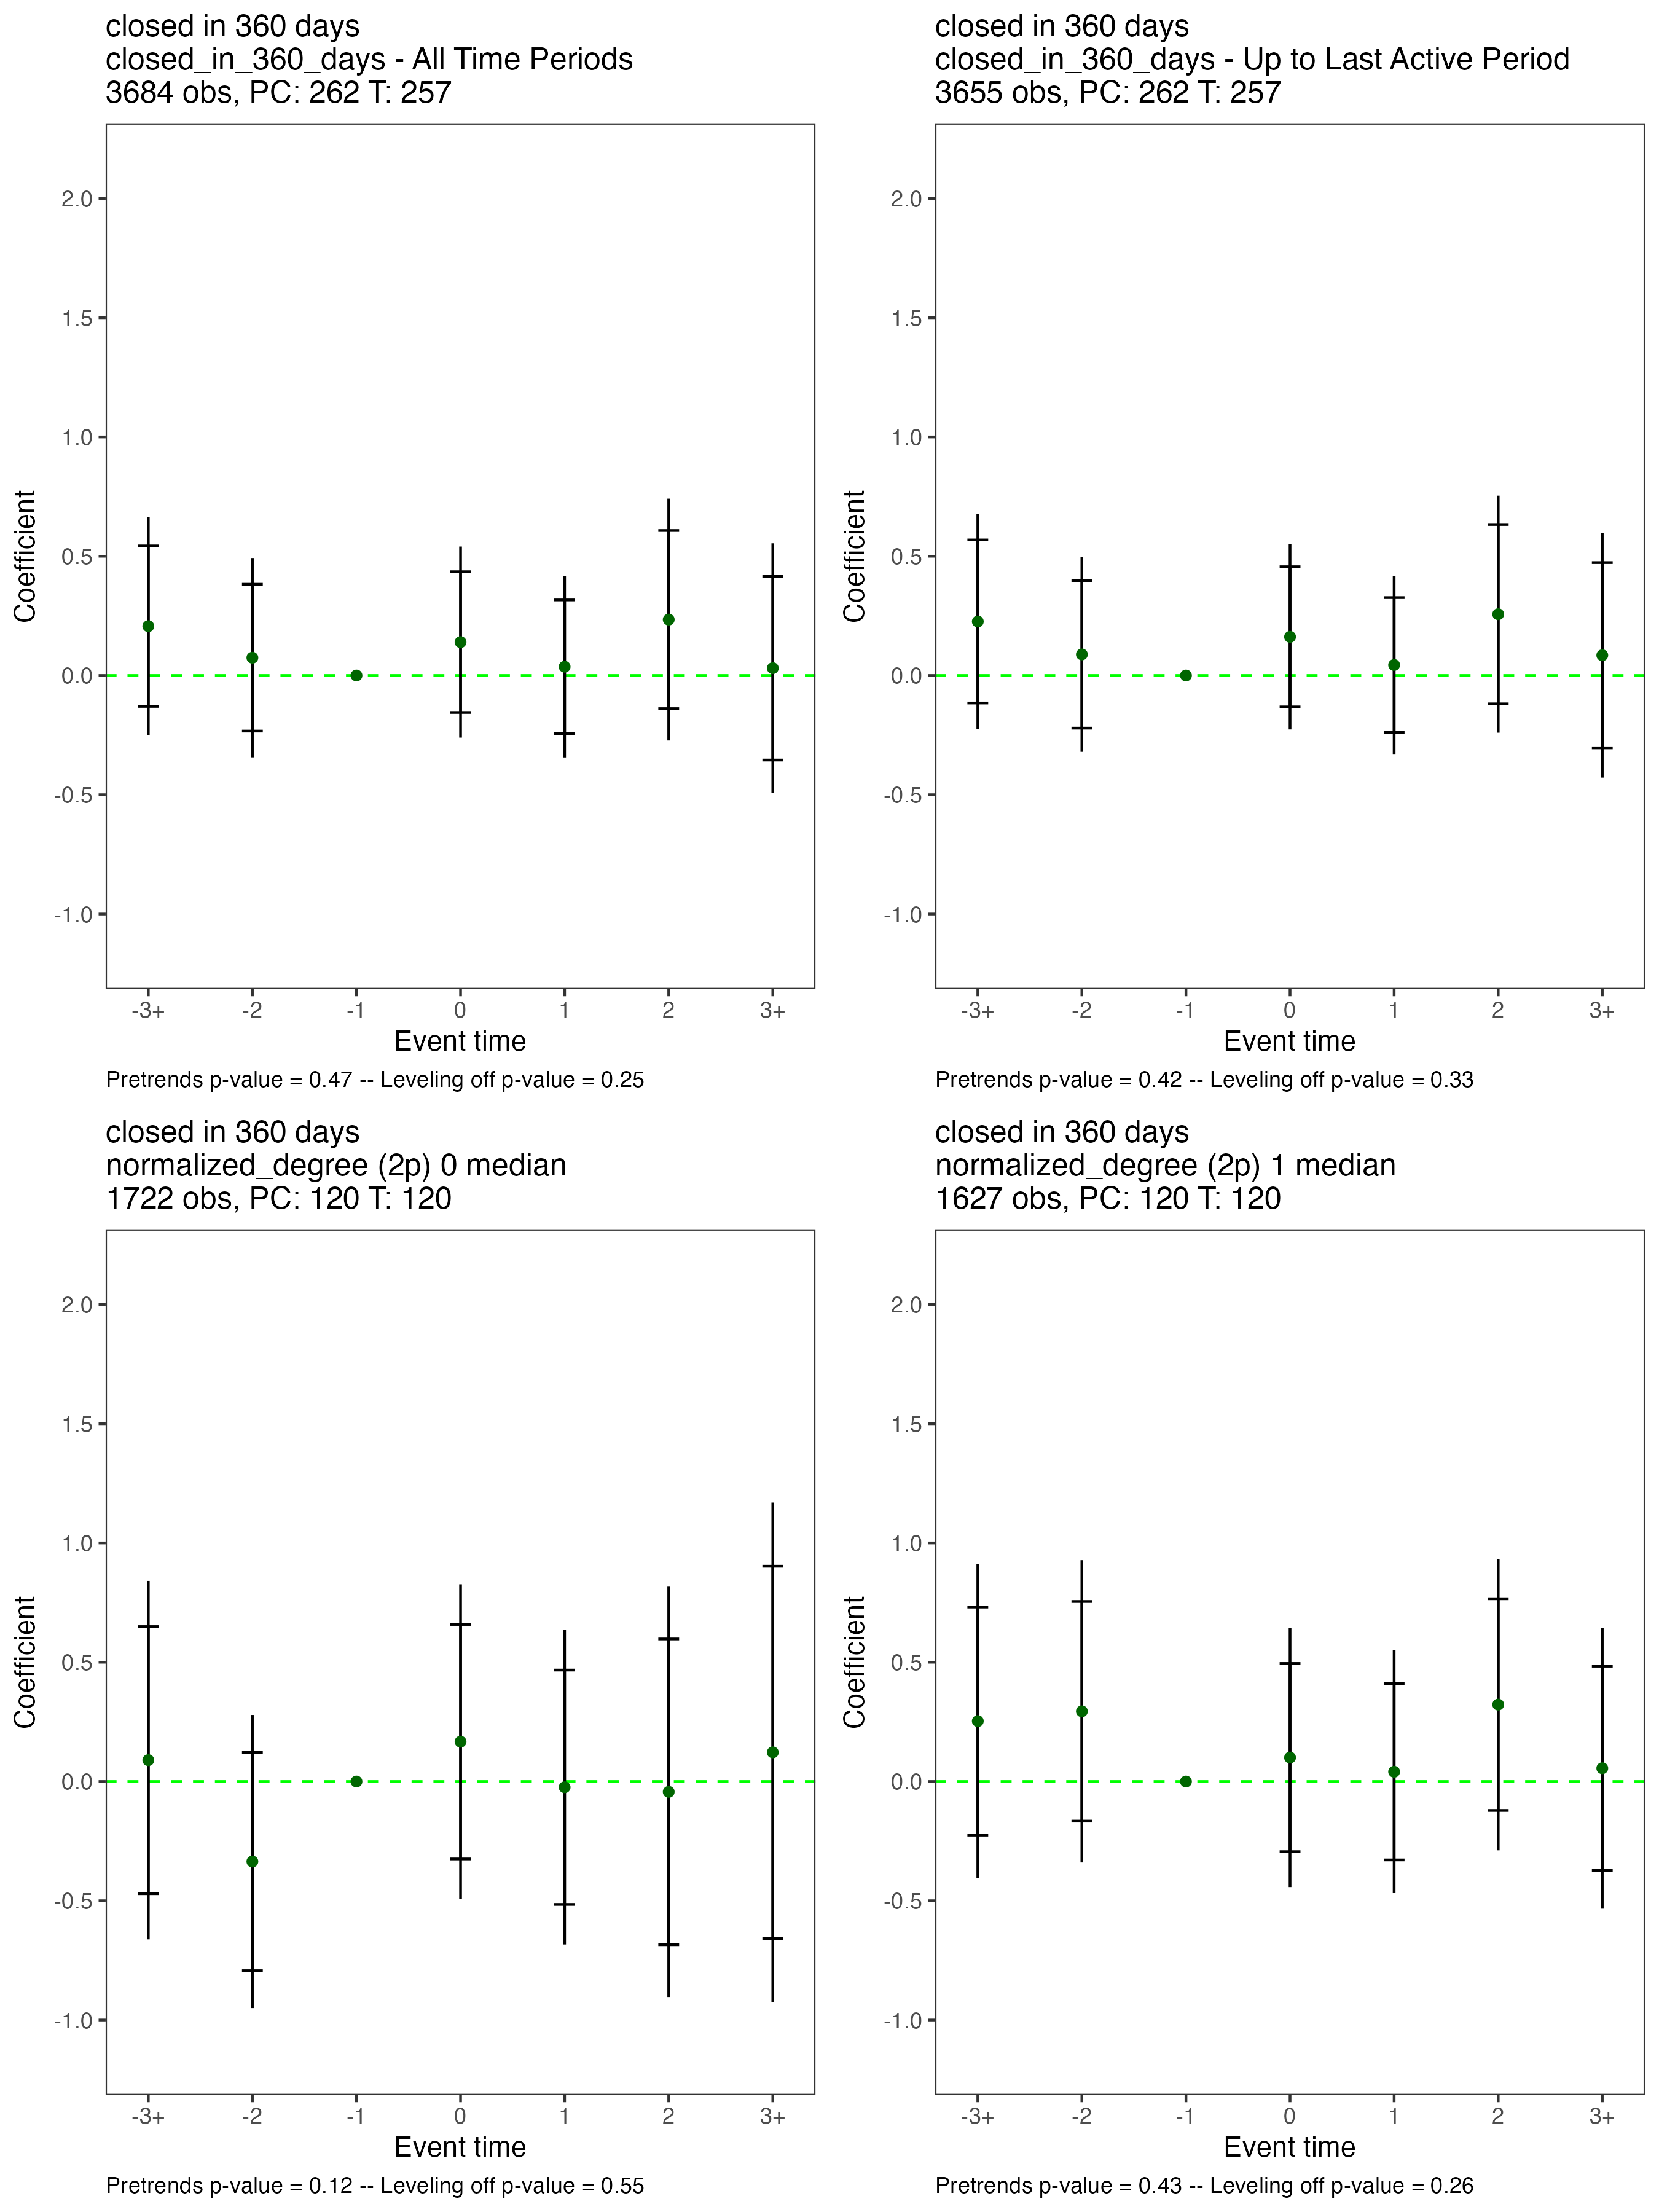 closed in 360 days
closed_in_360_days - All Time Periods
3684 obs, PC: 262 T: 257
2.0
1.5
1.0
0.5
0.0
-0.5
-1.0
Coefficient
-3+ -2 -1 0 1 2 3+
Event time
Pretrends p-value = 0.47 -- Leveling off p-value = 0.25
closed in 360 days
closed_in_360_days - Up to Last Active Period
3655 obs, PC: 262 T: 257
2.0
1.5
1.0
0.5
0.0
-0.5
-1.0
Coefficient
-3+ -2 -1 0 1 2 3+
Event time
Pretrends p-value = 0.42 -- Leveling off p-value = 0.33
closed in 360 days
normalized_degree (2p) 0 median
1722 obs, PC: 120 T: 120
2.0
1.5
1.0
0.5
0.0
-0.5
-1.0
Coefficient
-3+ -2 -1 0 1 2 3+
Event time
Pretrends p-value = 0.12 -- Leveling off p-value = 0.55
closed in 360 days
normalized_degree (2p) 1 median
1627 obs, PC: 120 T: 120
2.0
1.5
1.0
0.5
0.0
-0.5
-1.0
Coefficient
-3+ -2 -1 0 1 2 3+
Event time
Pretrends p-value = 0.43 -- Leveling off p-value = 0.26